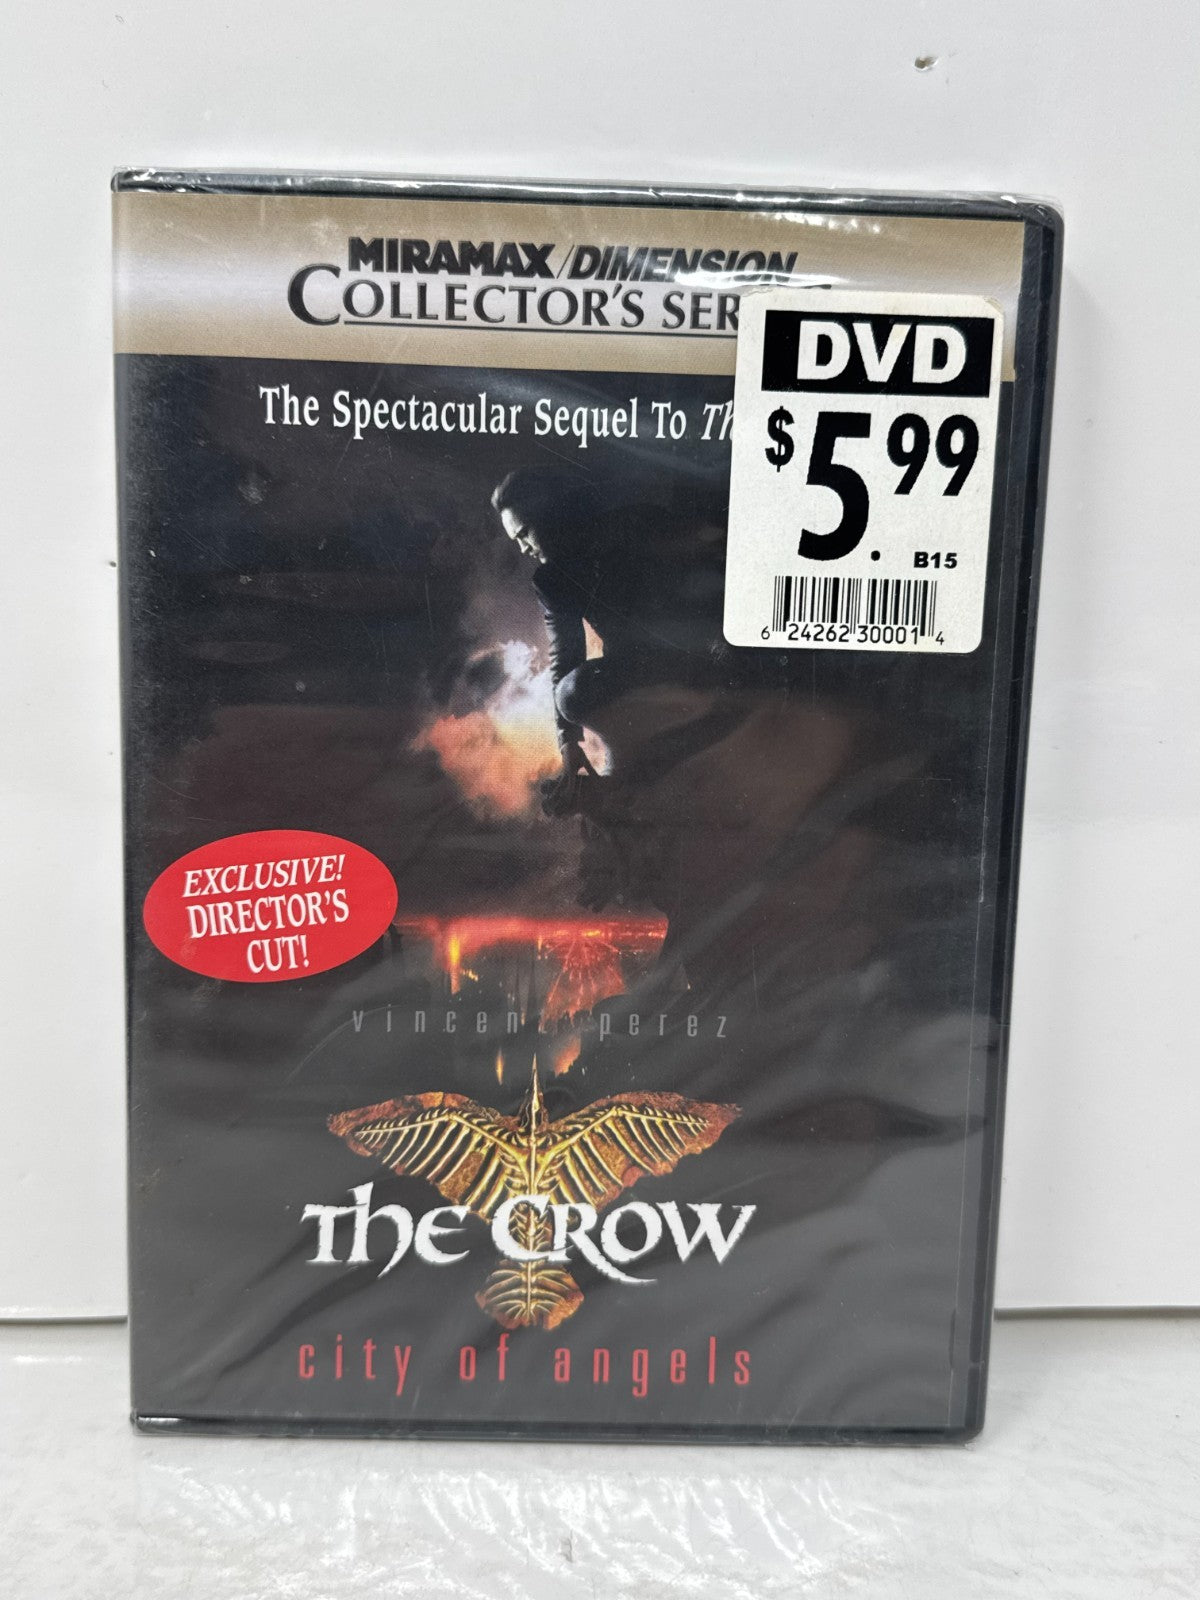 MIRAMAX/DIMENSION
COLLECTOR'S SER
DVD
$5.99
B15
6 24262 30001 4
The Spectacular Sequel To Th
EXCLUSIVE!
DIRECTOR'S
CUT!
vincent perez
The Crow
city of angels